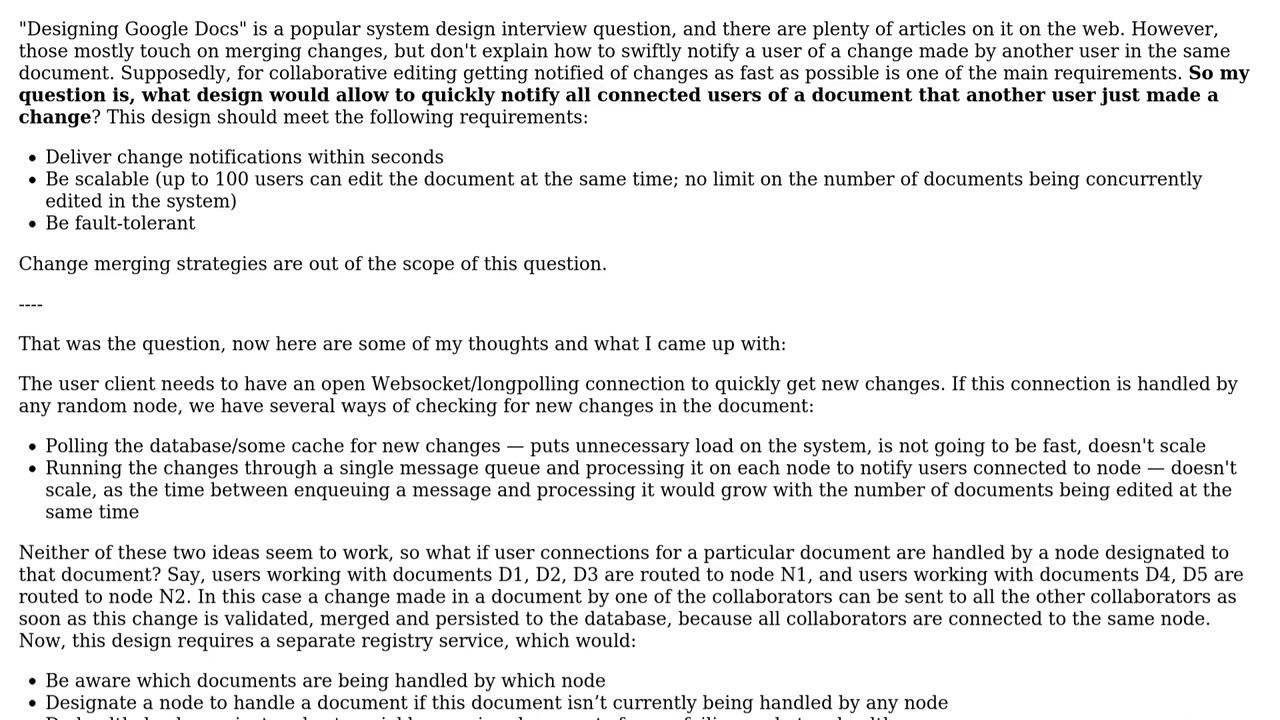 "Designing Google Docs" is a popular system design interview question, and there are plenty of articles on it on the web. However,
those mostly touch on merging changes, but don't explain how to swiftly notify a user of a change made by another user in the same
document. Supposedly, for collaborative editing getting notified of changes as fast as possible is one of the main requirements. So my
question is, what design would allow to quickly notify all connected users of a document that another user just made a
change? This design should meet the following requirements:
• Deliver change notifications within seconds
• Be scalable (up to 100 users can edit the document at the same time; no limit on the number of documents being concurrently
edited in the system)
• Be fault-tolerant
Change merging strategies are out of the scope of this question.
----
That was the question, now here are some of my thoughts and what I came up with:
The user client needs to have an open Websocket/longpolling connection to quickly get new changes. If this connection is handled by
any random node, we have several ways of checking for new changes in the document:
• Polling the database/some cache for new changes — puts unnecessary load on the system, is not going to be fast, doesn't scale
• Running the changes through a single message queue and processing it on each node to notify users connected to node — doesn't
scale, as the time between enqueuing a message and processing it would grow with the number of documents being edited at the
same time
Neither of these two ideas seem to work, so what if user connections for a particular document are handled by a node designated to
that document? Say, users working with documents D1, D2, D3 are routed to node N1, and users working with documents D4, D5 are
routed to node N2. In this case a change made in a document by one of the collaborators can be sent to all the other collaborators as
soon as this change is validated, merged and persisted to the database, because all collaborators are connected to the same node.
Now, this design requires a separate registry service, which would:
• Be aware which documents are being handled by which node
• Designate a node to handle a document if this document isn’t currently being handled by any node